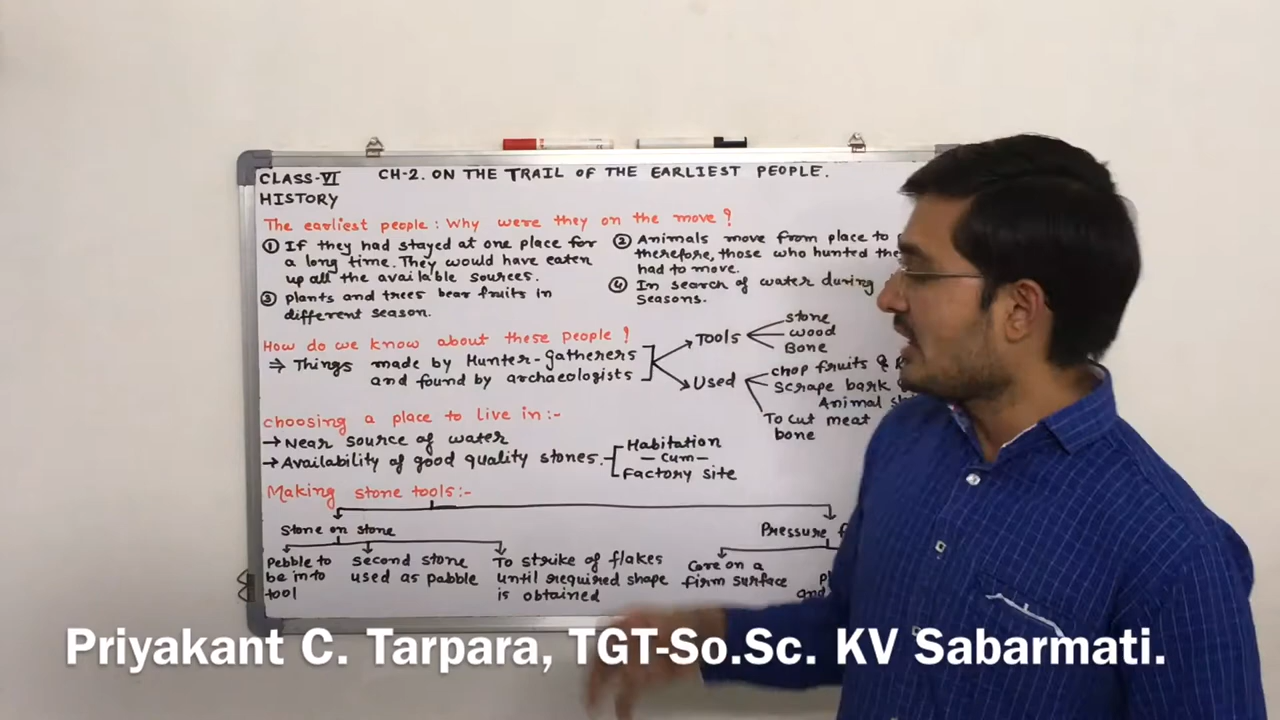 CLASS-VI
HISTORY
CH-2. ON THE TRAIL OF THE EARLIEST PEOPLE.
The earliest people: Why were they on the move?
① If they had stayed at one place for
a long time. They would have eaten
up all the available sources.
② Animals move from place to
therefore, those who hunted
had to move.
③ plants and trees bear fruits in
different season.
④ In search of water during
seasons.
How do we know about these people?
⇒ Things made by Hunter-Gatherers
and found by archaeologists
Tools
stone
wood
Bone
Used
chop fruits &
Scrape bark
Animal
To cut meat
bone
choosing a place to live in:-
→ Near source of water
→ Availability of good quality stones.
Habitation
— Cum —
Factory site
Making stone tools:-
Stone on stone
Pebble to
be into
tool
second stone
used as pabble
To strike of flakes
until required shape
is obtained
Pressure
Core on a
firm surface
Priyakant C. Tarpara, TGT-So.Sc. KV Sabarmati.